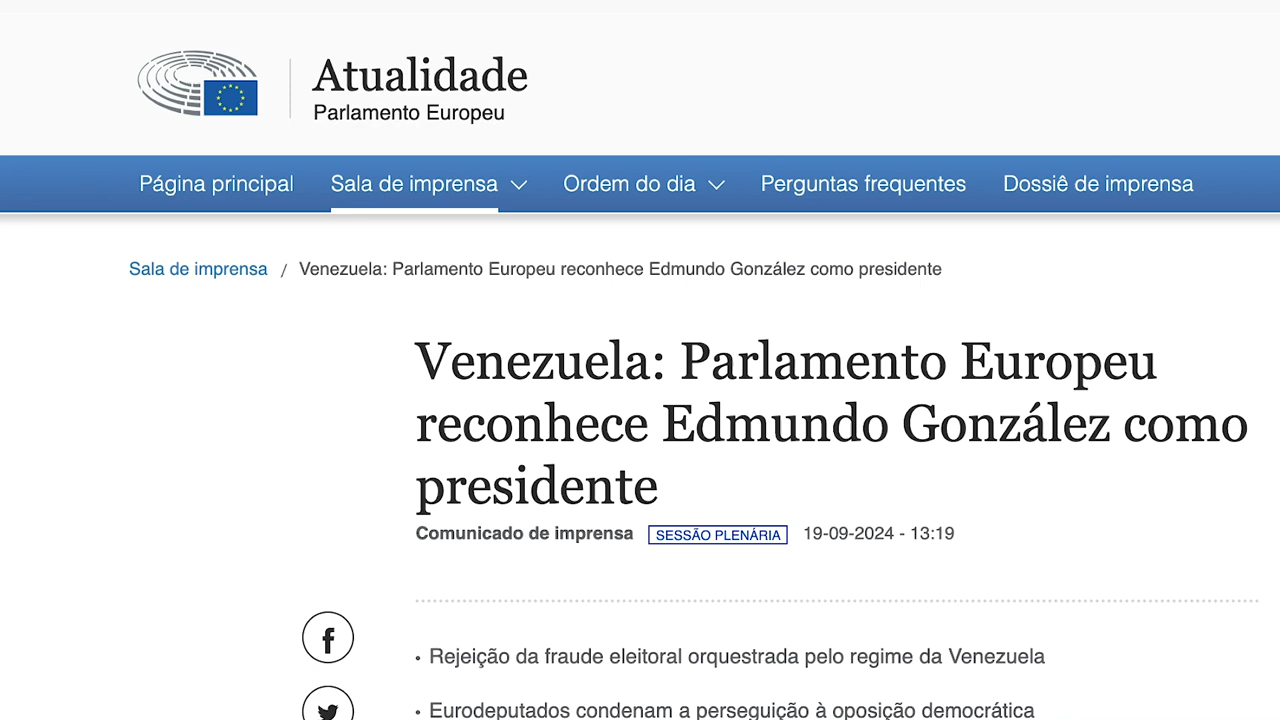 Atualidade
Parlamento Europeu
Página principal Sala de imprensa Ordem do dia Perguntas frequentes Dossiê de imprensa
Sala de imprensa / Venezuela: Parlamento Europeu reconhece Edmundo González como presidente
Venezuela: Parlamento Europeu
reconhece Edmundo González como
presidente
Comunicado de imprensa SESSÃO PLENÁRIA 19-09-2024 - 13:19
• Rejeição da fraude eleitoral orquestrada pelo regime da Venezuela
• Eurodeputados condenam a perseguição à oposição democrática